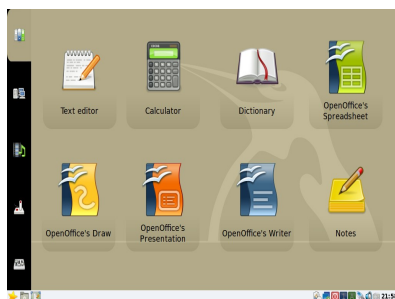 Text editor
Calculator
Dictionary
OpenOffice's
Spreadsheet
OpenOffice's Draw
OpenOffice's
Presentation
OpenOffice's Writer
Notes